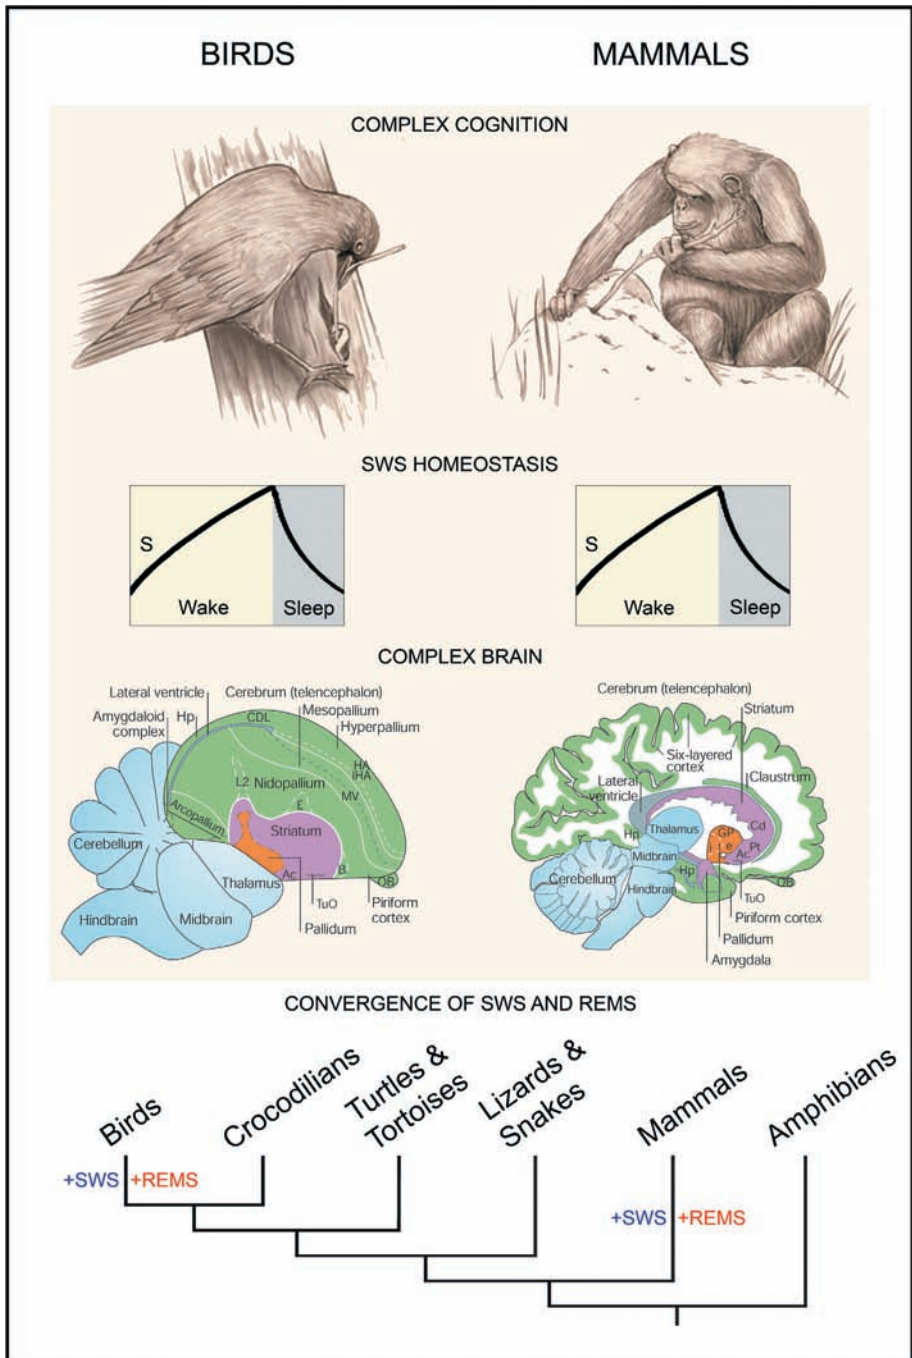 BIRDS
MAMMALS
COMPLEX COGNITION
SWS HOMEOSTASIS
S
Wake
Sleep
S
Wake
Sleep
COMPLEX BRAIN
Lateral ventricle
Cerebrum (telencephalon)
Amygdaloid
complex
Hp
CDL
Mesopallium
Hyperpallium
HA
IHA
MV
L2
Nidopallium
E
Arcopallium
Striatum
Cerebellum
Ac
B
OB
Thalamus
TuO
Piriform
cortex
Hindbrain
Midbrain
Pallidum
Cerebrum (telencephalon)
Striatum
Six-layered
cortex
Claustrum
Lateral
ventricle
Hp
Thalamus
GP
Cd
i
i
e
Pt
Ac
Midbrain
Hp
OB
Cerebellum
Hindbrain
TuO
Piriform cortex
Pallidum
Amygdala
CONVERGENCE OF SWS AND REMS
Birds
Crocodilians
Turtles &
Tortoises
Lizards &
Snakes
Mammals
Amphibians
+SWS
+REMS
+SWS
+REMS